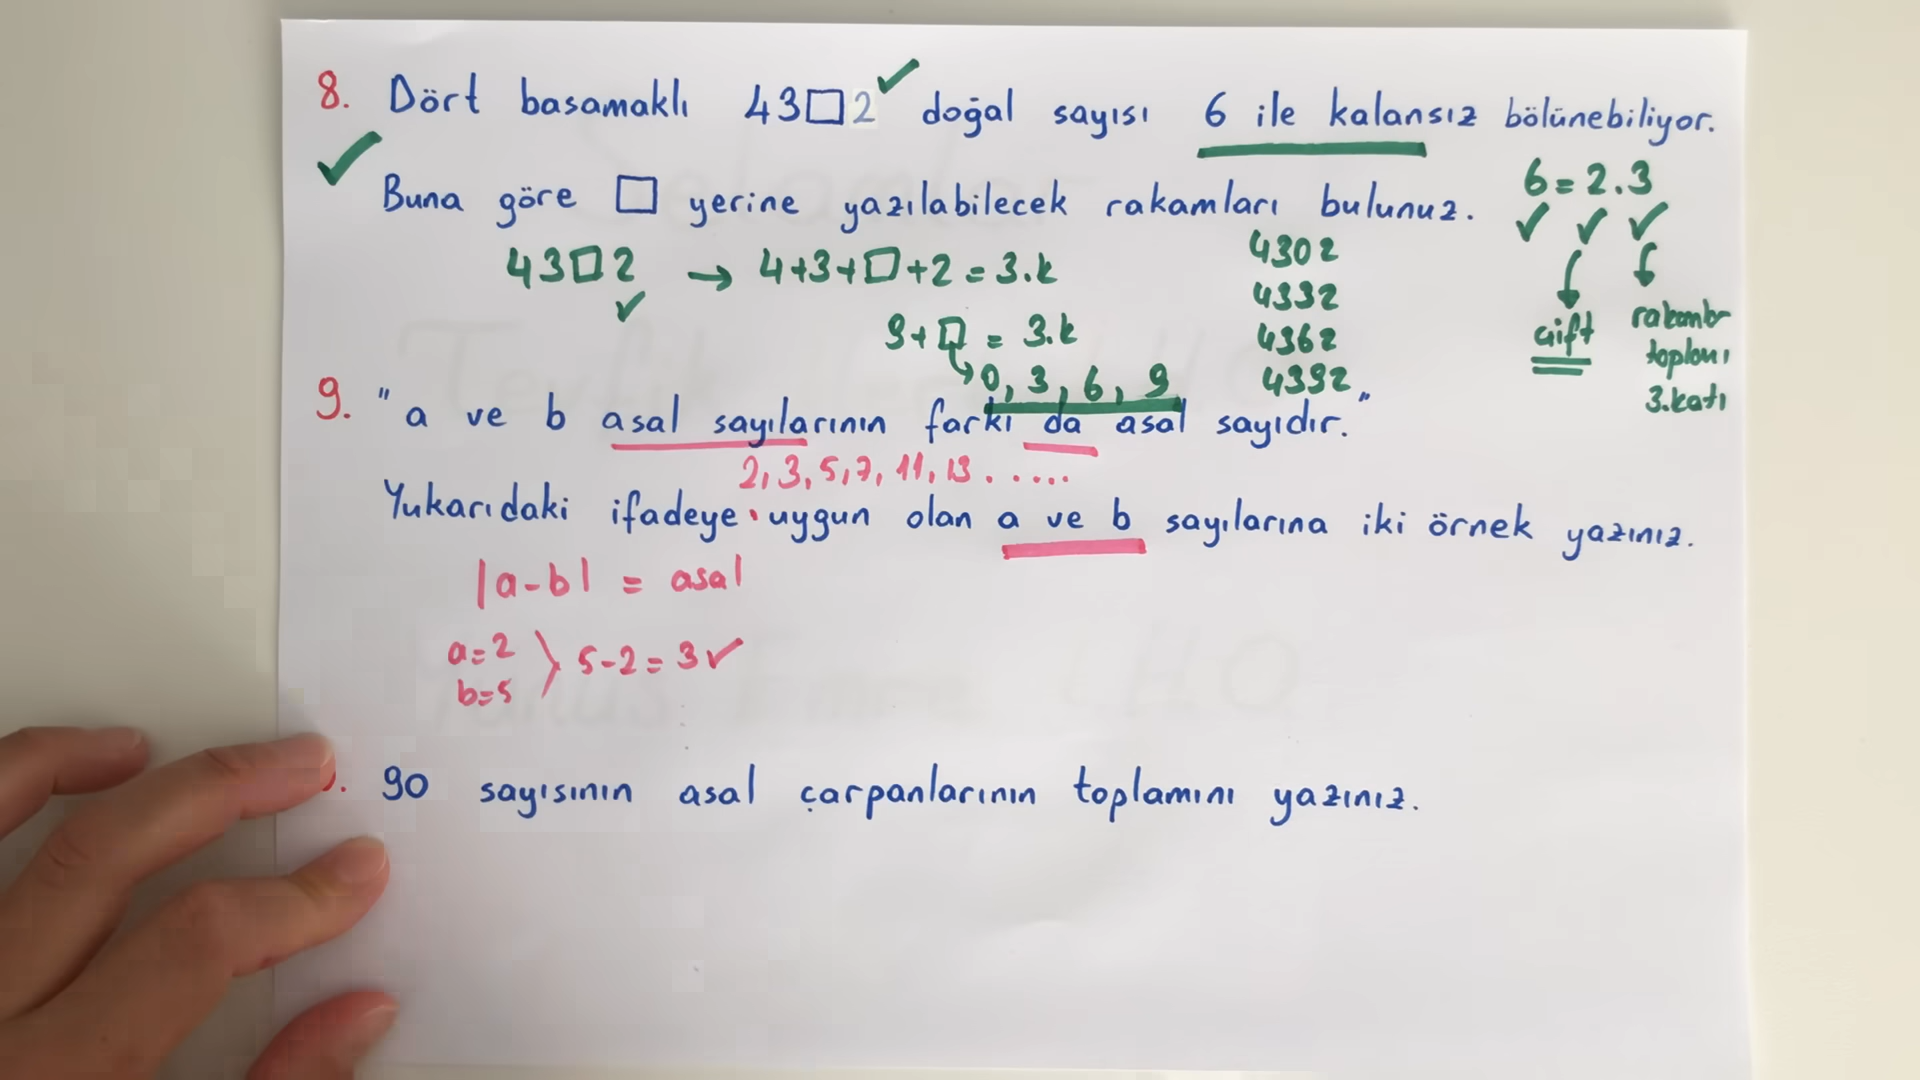 8. Dört basamaklı 43□2 doğal sayısı 6 ile kalansız bölünebiliyor.
6=2.3
Buna göre □ yerine yazılabilecek rakamları bulunuz.
43□2 → 4+3+□+2=3.k
9+□ = 3.k
0, 3, 6, 9
4302
4332
4362
4392
çift
rakamlar
toplamı
3.katı
9. "a ve b asal sayılarının farkı da asal sayıdır."
2, 3, 5, 7, 11, 13 . . . . .
Yukarıdaki ifadeye uygun olan a ve b sayılarına iki örnek yazınız.
|a-b| = asal
a=2
b=5
5-2=3✓
90 sayısının asal çarpanlarının toplamını yazınız.